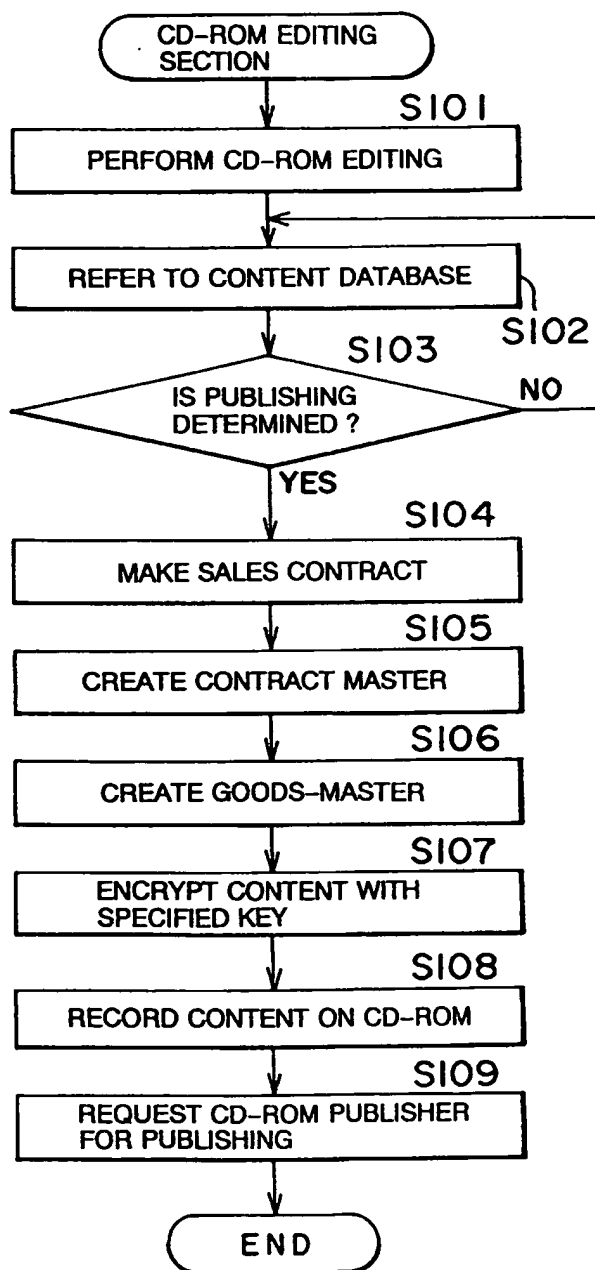 CD-ROM EDITING
SECTION
S101
PERFORM CD-ROM EDITING
REFER TO CONTENT DATABASE
S102
S103
IS PUBLISHING
DETERMINED ?
NO
YES
S104
MAKE SALES CONTRACT
S105
CREATE CONTRACT MASTER
S106
CREATE GOODS-MASTER
S107
ENCRYPT CONTENT WITH
SPECIFIED KEY
S108
RECORD CONTENT ON CD-ROM
S109
REQUEST CD-ROM PUBLISHER
FOR PUBLISHING
END